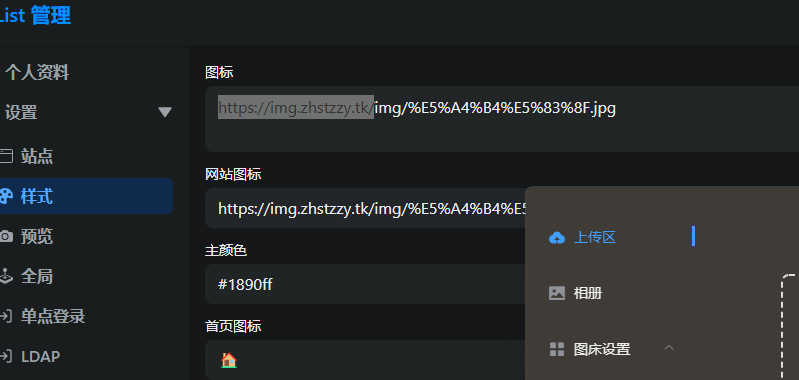 List 管理
个人资料
设置
站点
样式
预览
全局
单点登录
LDAP
图标
https://img.zhstzzy.tk/img/%E5%A4%B4%E5%83%8F.jpg
网站图标
https://img.zhstzzy.tk/img/%E5%A4%B4%E5
主颜色
#1890ff
首页图标
上传区
相册
图床设置